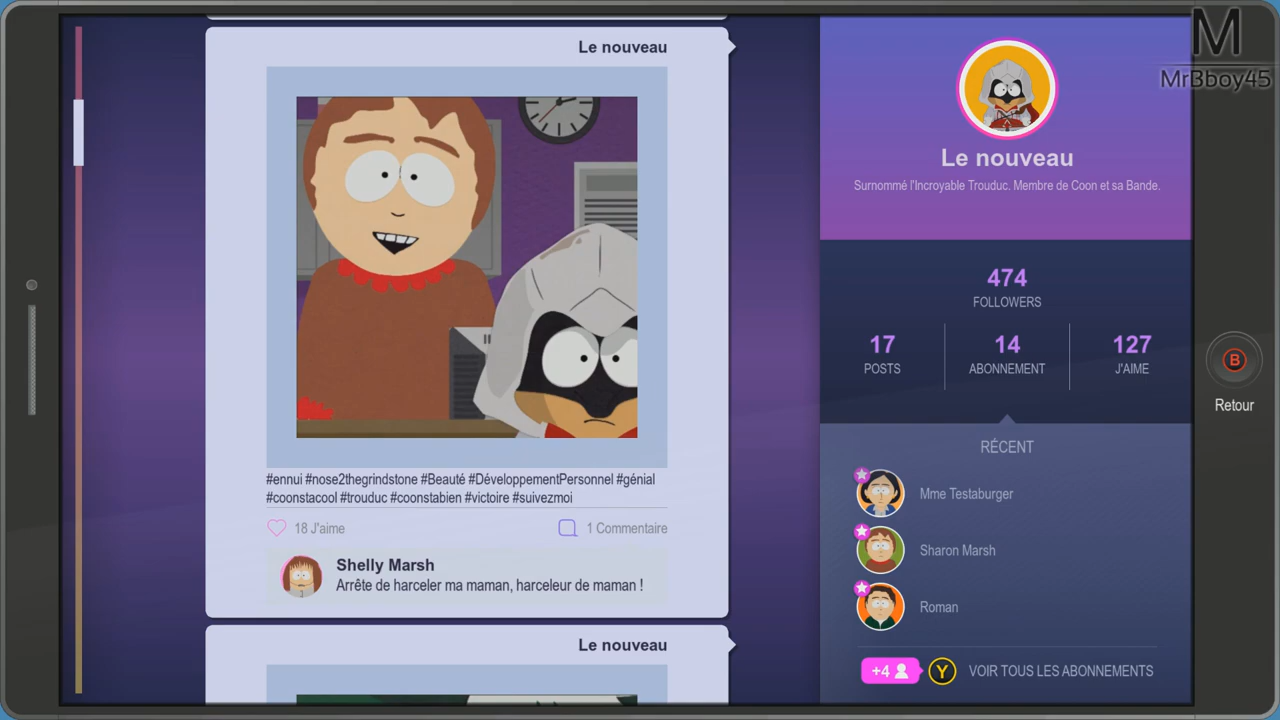 M
MrBboy45
Le nouveau
#ennui #nose2thegrindstone #Beauté #DéveloppementPersonnel #génial
#coonstacool #trouduc #coonstabien #victoire #suivezmoi
18 J'aime
1 Commentaire
Shelly Marsh
Arrête de harceler ma maman, harceleur de maman !
Le nouveau
Le nouveau
Surnommé l'Incroyable Trouduc. Membre de Coon et sa Bande.
474
FOLLOWERS
17
POSTS
14
ABONNEMENT
127
J'AIME
RÉCENT
Mme Testaburger
Sharon Marsh
Roman
+4
Y
VOIR TOUS LES ABONNEMENTS
B
Retour